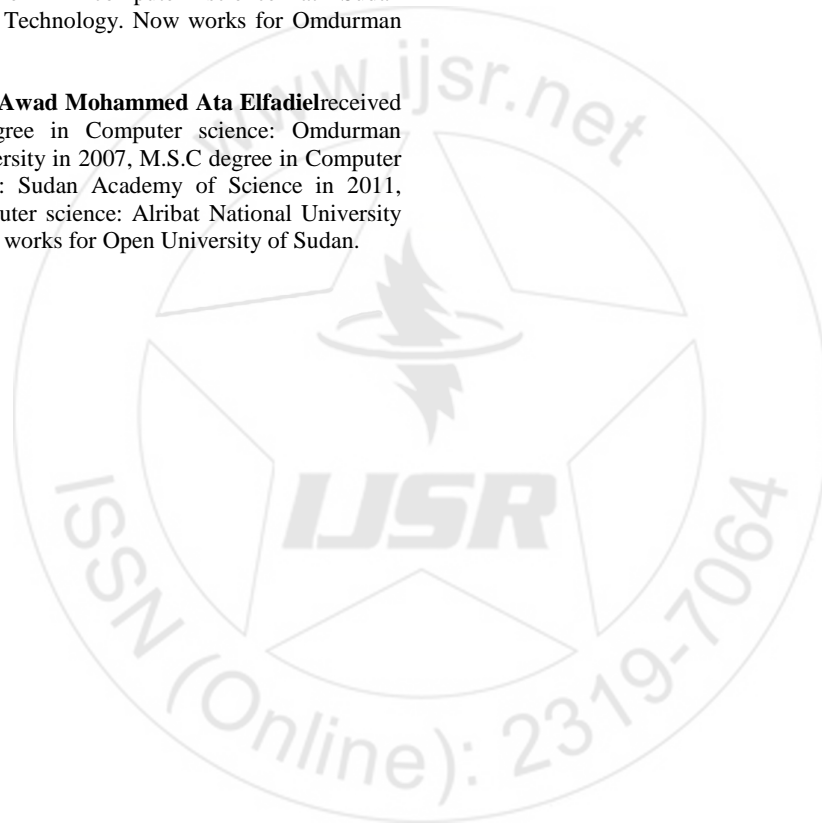 Technology. Now works for Omdurman
Awad Mohammed Ata Elfadielreceived
gree in Computer science: Omdurman
ersity in 2007, M.S.C degree in Computer
: Sudan Academy of Science in 2011,
uter science: Alribat National University
works for Open University of Sudan.
www.ijsr.net
IJSR
ISSN (Online): 2319-7064